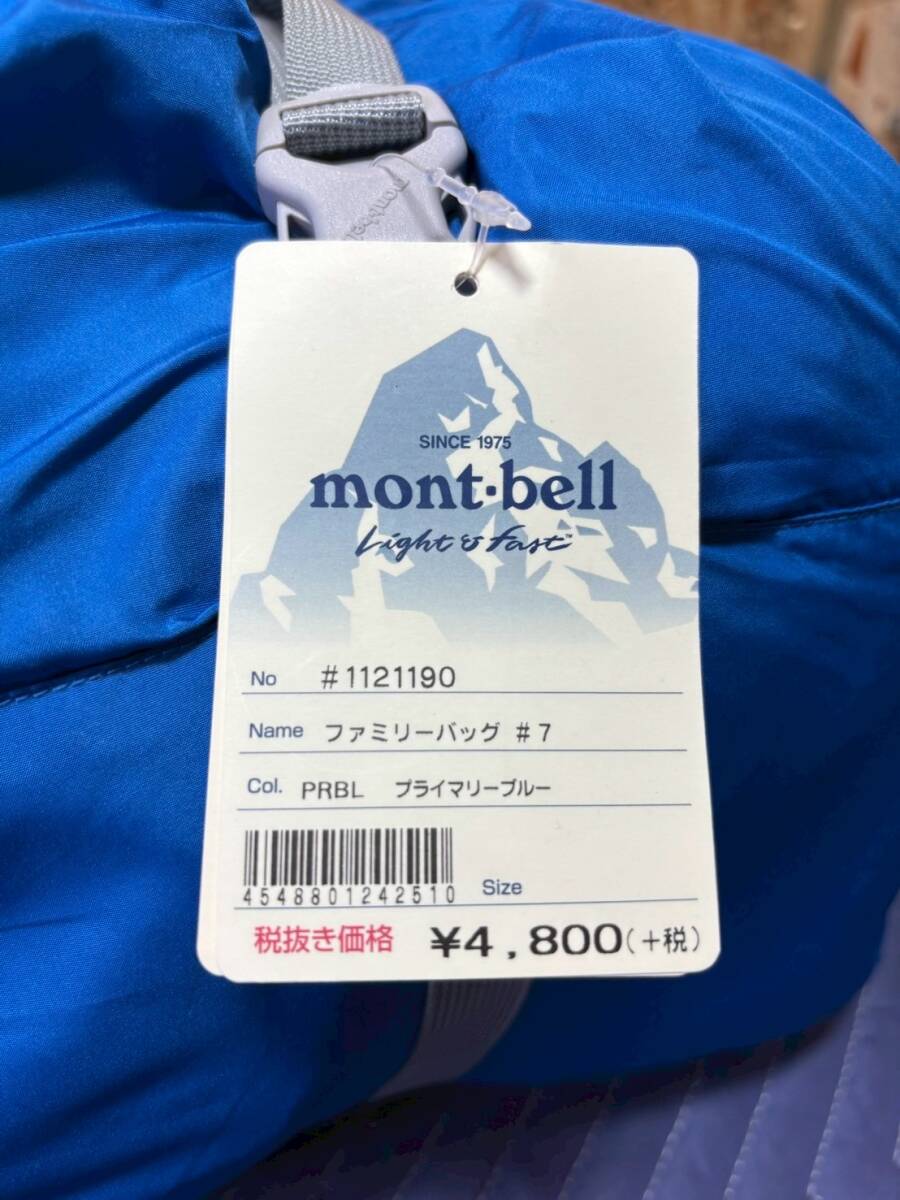 montbell
SINCE 1975
mont・bell
Light & Fast™
No #1121190
Name ファミリーバッグ #7
Col. PRBL プライマリーブルー
4548801242510
Size
税抜き価格 ¥4,800(+税)